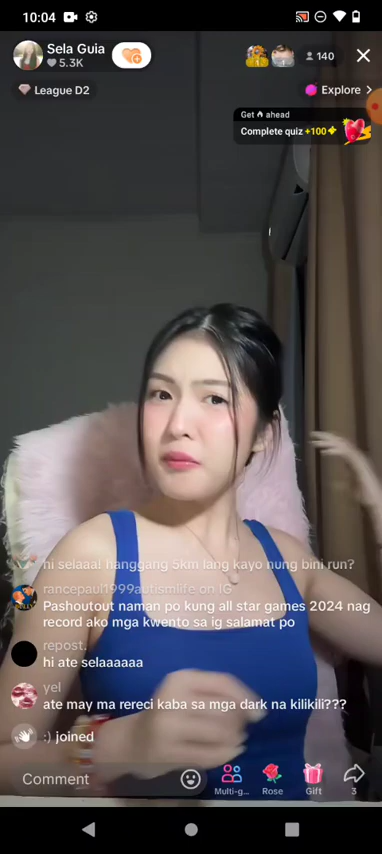 10:04
Sela Guia
5.3K
140
League D2
Explore
Get ahead
Complete quiz +100
hi selaaa! hanggang 5km lang kayo nung bini run?
rancepaul1999autismlife on IG
Pashoutout naman po kung all star games 2024 nag
record ako mga kwento sa ig salamat po
repost.
hi ate selaaaaaa
yel
ate may ma rereci kaba sa mga dark na kilikili???
:) joined
Comment
Multi-g...
Rose
Gift
3